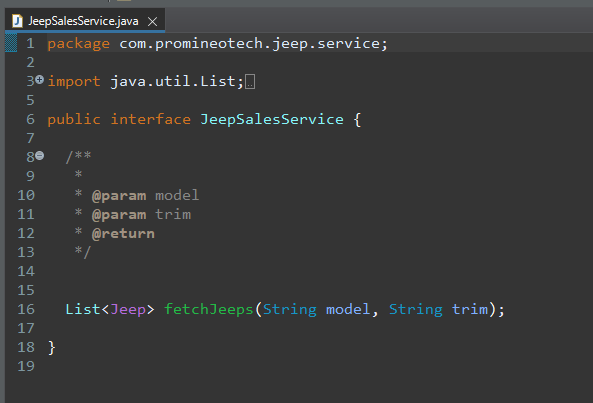 JeepSalesService.java
1 package com.promineotech.jeep.service;
2
3 import java.util.List;
5
6 public interface JeepSalesService {
7
8 /**
9 *
10 * @param model
11 * @param trim
12 * @return
13 */
14
15
16 List<Jeep> fetchJeeps(String model, String trim);
17
18 }
19